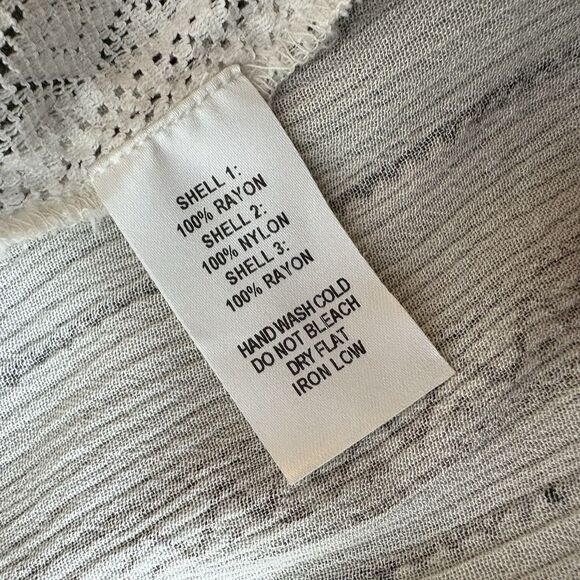 SHELL 1:
100% RAYON
SHELL 2:
100% NYLON
SHELL 3:
100% RAYON
HAND WASH COLD
DO NOT BLEACH
DRY FLAT
IRON LOW